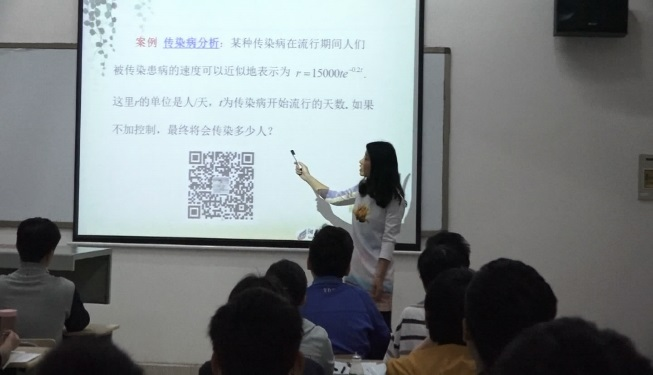 案例 传染病分析：某种传染病在流行期间人们
被传染患病的速度可以近似地表示为 r =15000te^{-0.2t}.
这里r的单位是人/天，t为传染病开始流行的天数. 如果
不加控制，最终将会传染多少人?